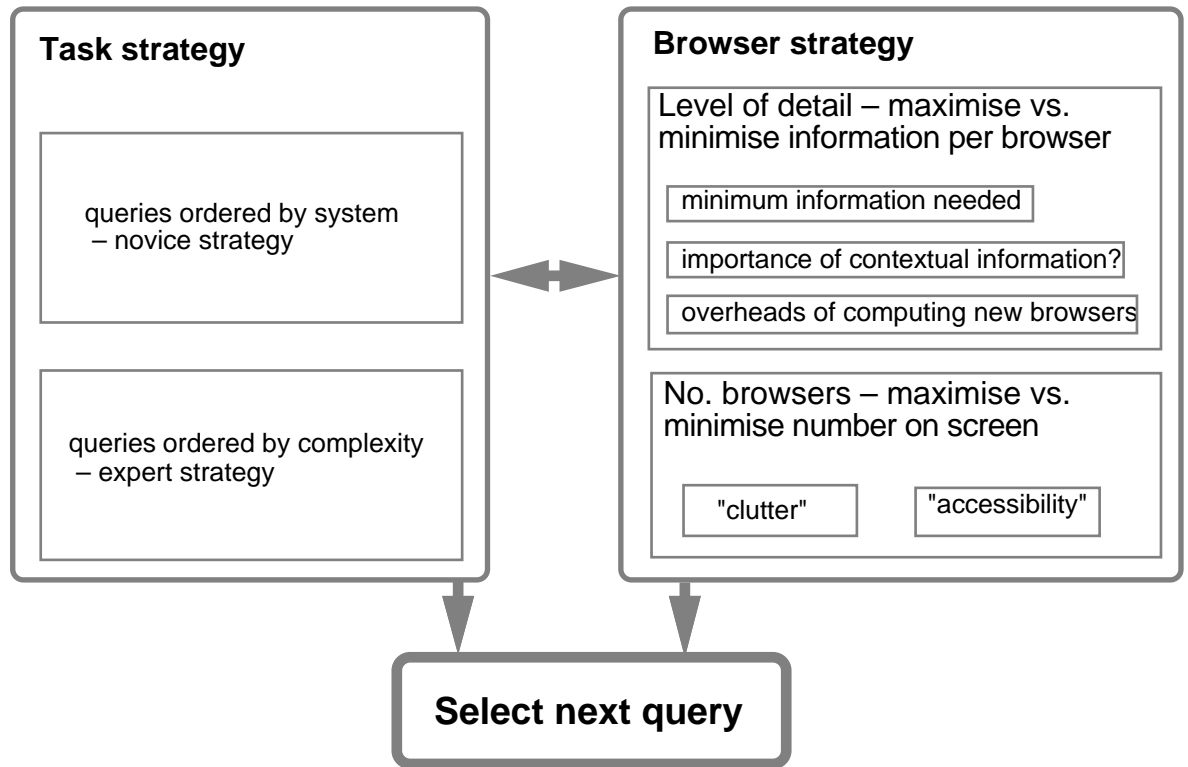 Task strategy
queries ordered by system
– novice strategy
queries ordered by complexity
– expert strategy
Browser strategy
Level of detail – maximise vs.
minimise information per browser
minimum information needed
importance of contextual information?
overheads of computing new browsers
No. browsers – maximise vs.
minimise number on screen
"clutter"
"accessibility"
Select next query